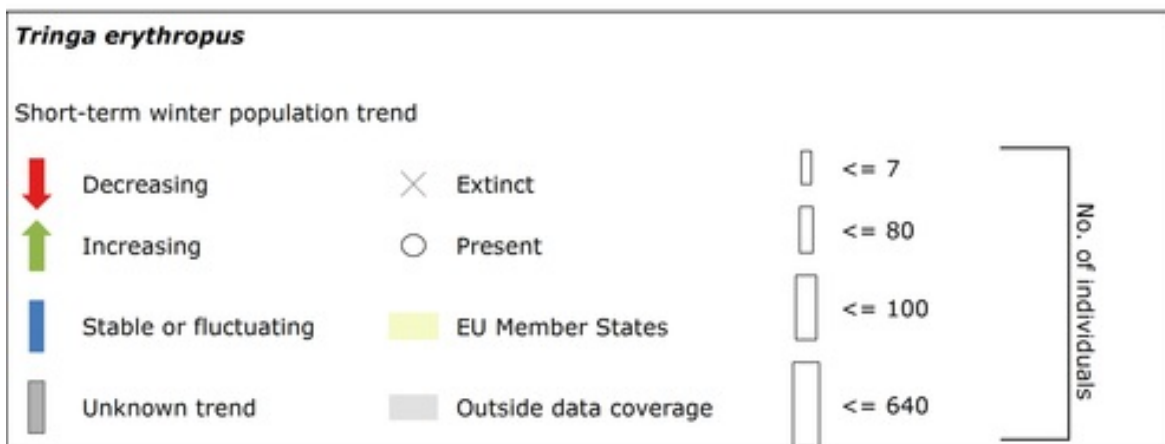 Tringa erythropus
Short-term winter population trend
Decreasing
Extinct
<= 7
Increasing
Present
<= 80
Stable or fluctuating
EU Member States
<= 100
Unknown trend
Outside data coverage
<= 640
No. of individuals